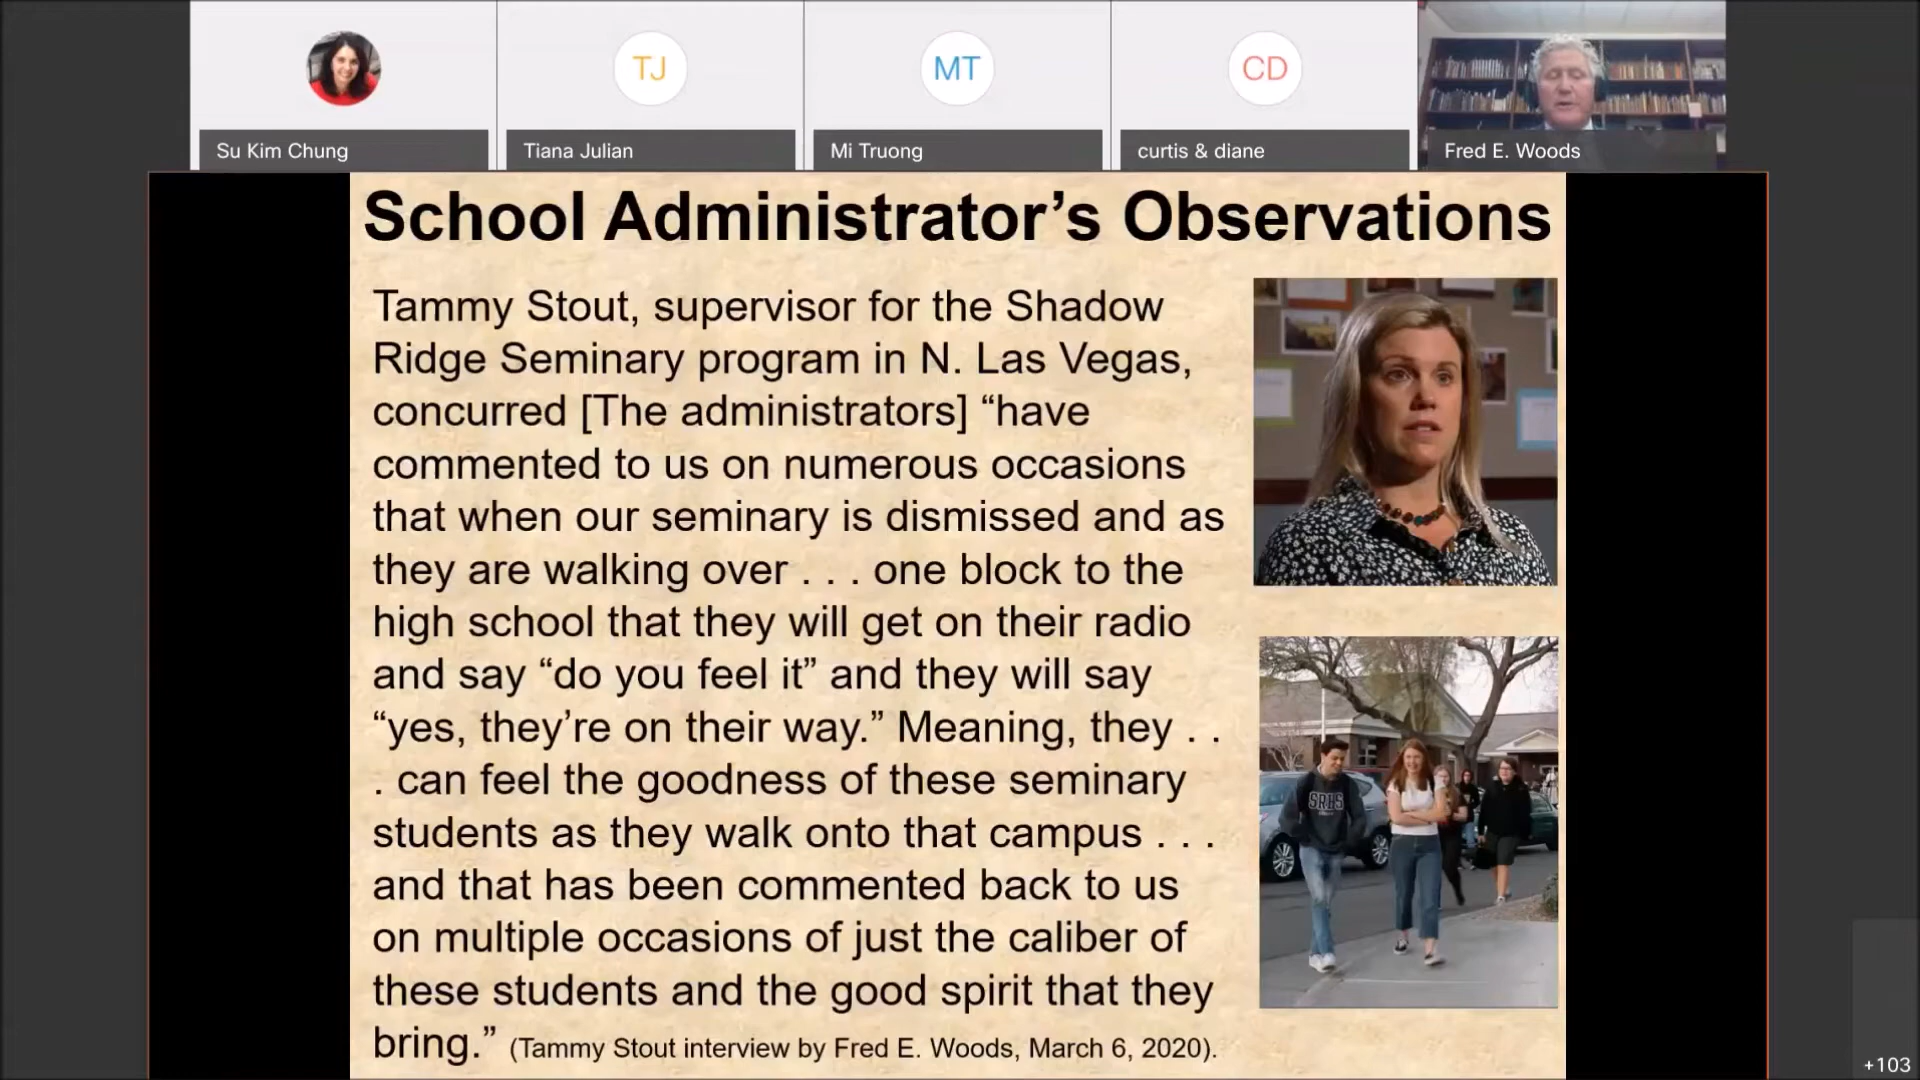 TJ
MT
CD
Su Kim Chung
Tiana Julian
Mi Truong
curtis & diane
Fred E. Woods
School Administrator’s Observations
Tammy Stout, supervisor for the Shadow
Ridge Seminary program in N. Las Vegas,
concurred [The administrators] “have
commented to us on numerous occasions
that when our seminary is dismissed and as
they are walking over . . . one block to the
high school that they will get on their radio
and say “do you feel it” and they will say
“yes, they’re on their way.” Meaning, they . .
. can feel the goodness of these seminary
students as they walk onto that campus . . .
and that has been commented back to us
on multiple occasions of just the caliber of
these students and the good spirit that they
bring.” (Tammy Stout interview by Fred E. Woods, March 6, 2020).
SRHS
+103